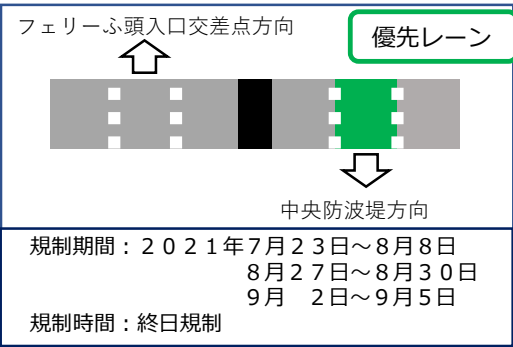 フェリーふ頭入口交差点方向
優先レーン
中央防波堤方向
規制期間：２０２１年７月２３日～８月８日
８月２７日～８月３０日
９月　２日～９月５日
規制時間：終日規制